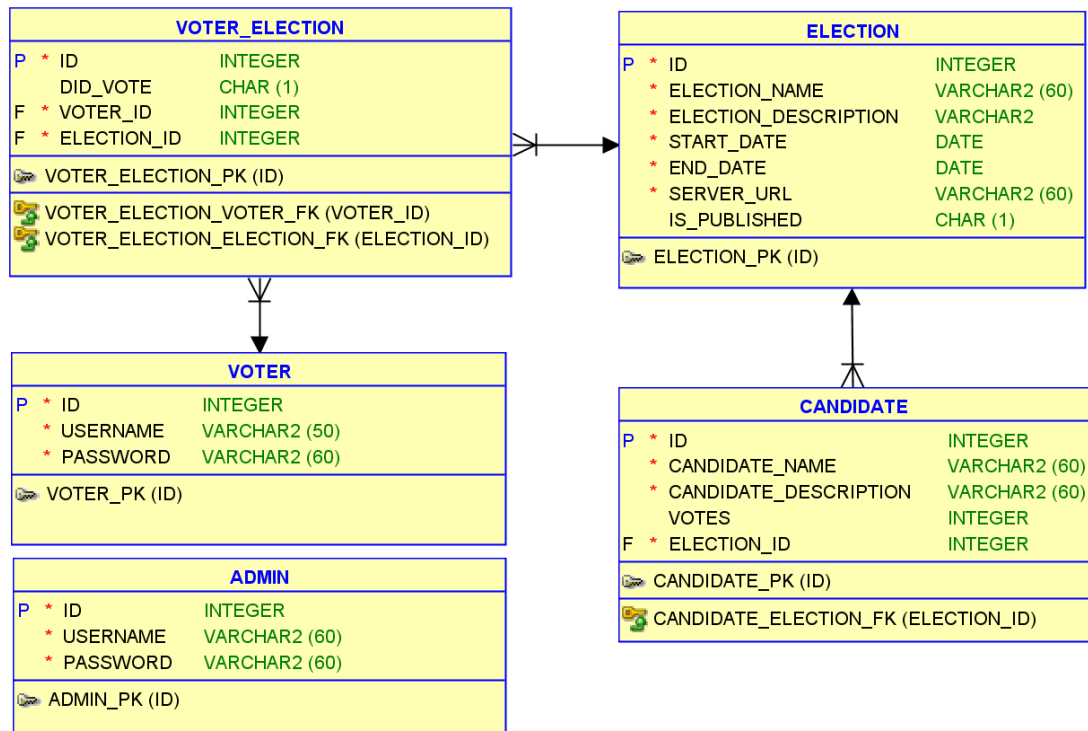 VOTER_ELECTION
P * ID INTEGER
DID_VOTE CHAR (1)
F * VOTER_ID INTEGER
F * ELECTION_ID INTEGER
VOTER_ELECTION_PK (ID)
VOTER_ELECTION_VOTER_FK (VOTER_ID)
VOTER_ELECTION_ELECTION_FK (ELECTION_ID)
ELECTION
P * ID INTEGER
* ELECTION_NAME VARCHAR2 (60)
* ELECTION_DESCRIPTION VARCHAR2
* START_DATE DATE
* END_DATE DATE
* SERVER_URL VARCHAR2 (60)
IS_PUBLISHED CHAR (1)
ELECTION_PK (ID)
VOTER
P * ID INTEGER
* USERNAME VARCHAR2 (50)
* PASSWORD VARCHAR2 (60)
VOTER_PK (ID)
CANDIDATE
P * ID INTEGER
* CANDIDATE_NAME VARCHAR2 (60)
* CANDIDATE_DESCRIPTION VARCHAR2 (60)
VOTES INTEGER
F * ELECTION_ID INTEGER
CANDIDATE_PK (ID)
CANDIDATE_ELECTION_FK (ELECTION_ID)
ADMIN
P * ID INTEGER
* USERNAME VARCHAR2 (60)
* PASSWORD VARCHAR2 (60)
ADMIN_PK (ID)